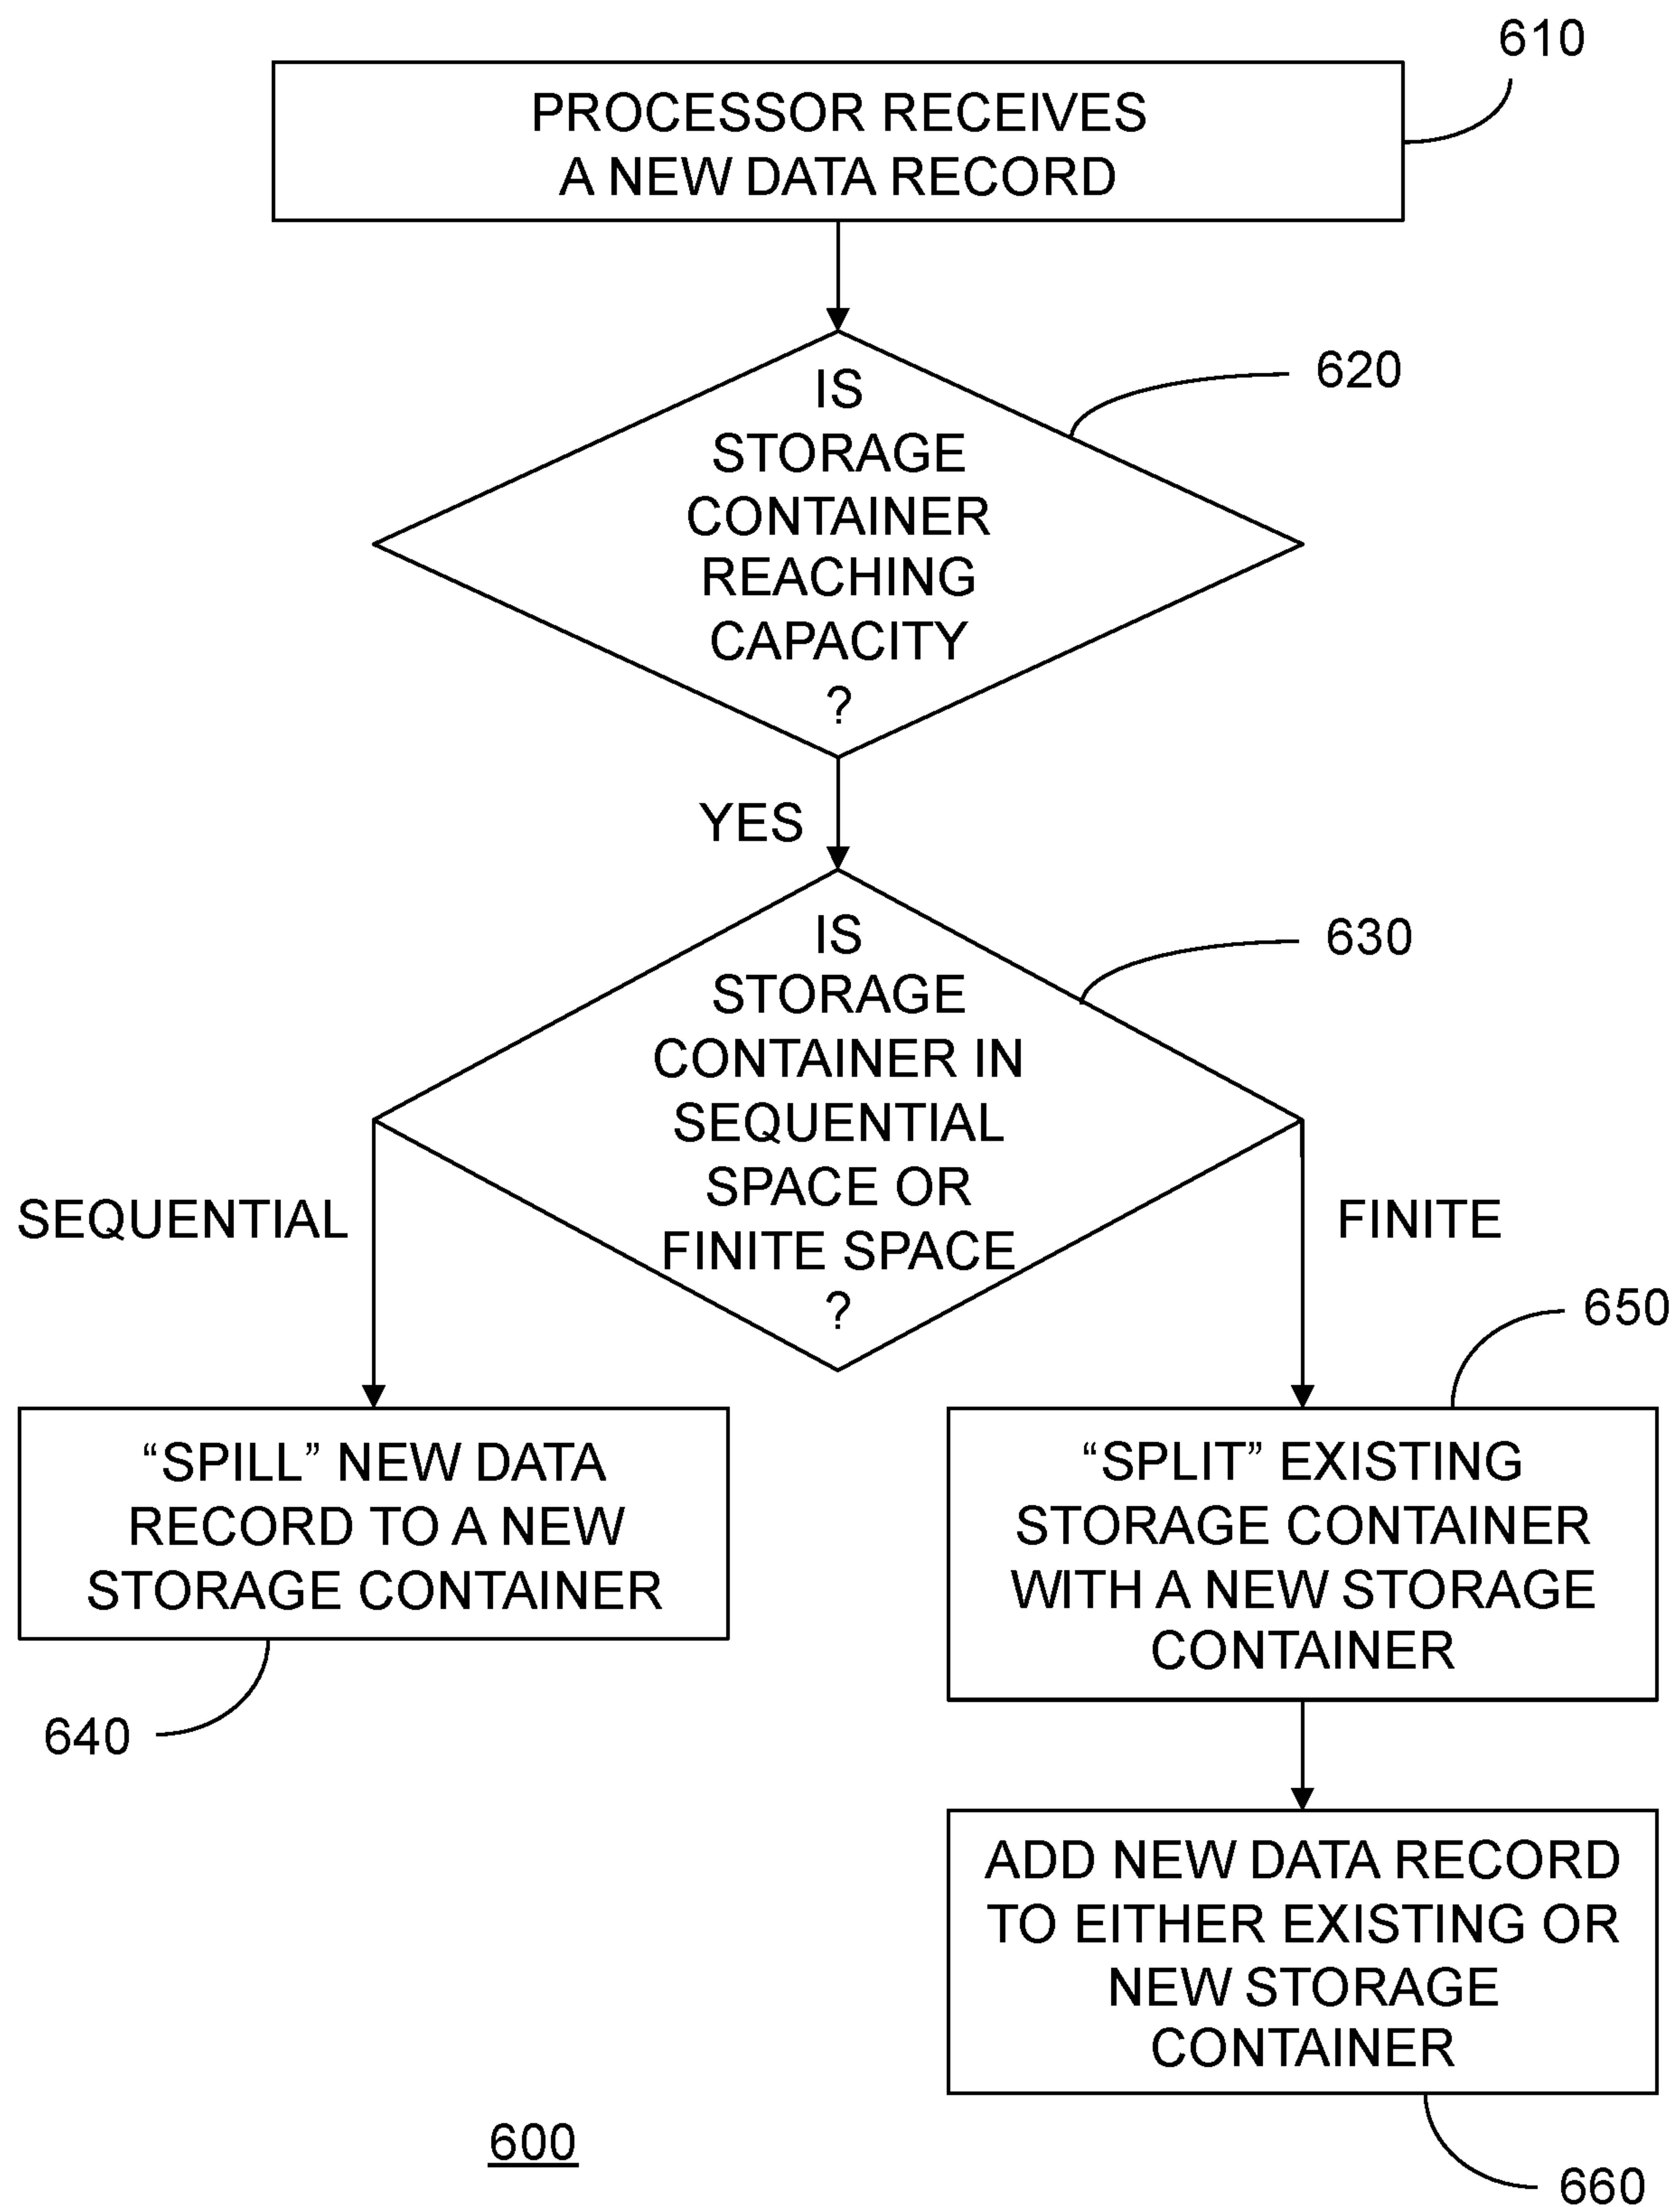 610
PROCESSOR RECEIVES
A NEW DATA RECORD
620
IS
STORAGE
CONTAINER
REACHING
CAPACITY
?
YES
630
IS
STORAGE
CONTAINER IN
SEQUENTIAL
SPACE OR
FINITE SPACE
?
SEQUENTIAL
FINITE
650
“SPILL” NEW DATA
RECORD TO A NEW
STORAGE CONTAINER
640
“SPLIT” EXISTING
STORAGE CONTAINER
WITH A NEW STORAGE
CONTAINER
ADD NEW DATA RECORD
TO EITHER EXISTING OR
NEW STORAGE
CONTAINER
600
660